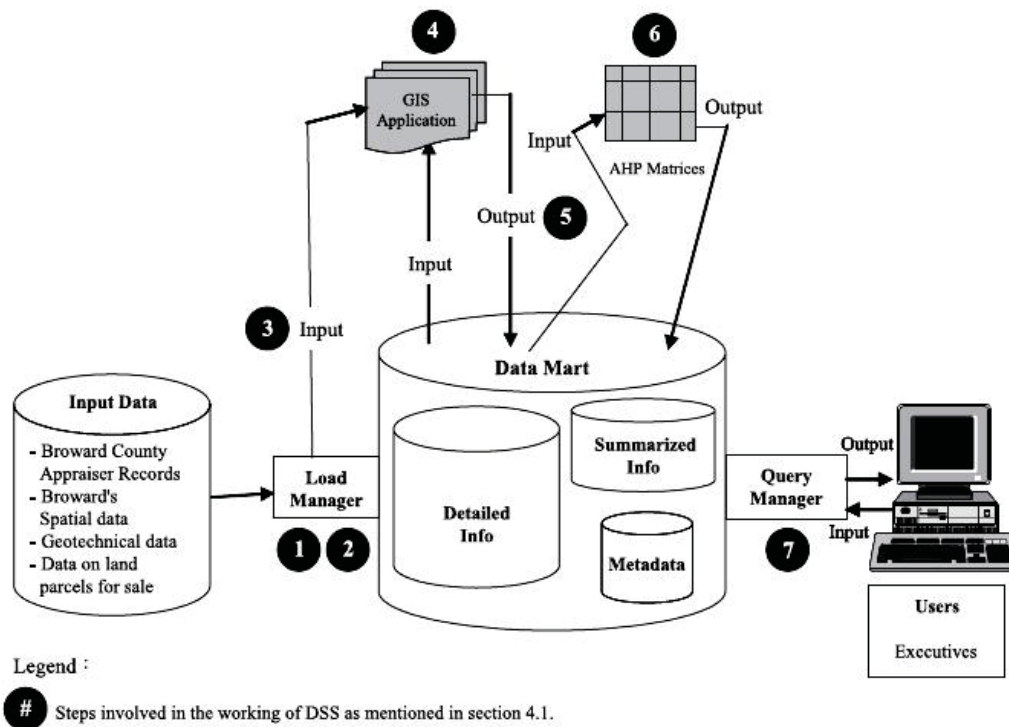 4
6
GIS
Application
Input
Output
AHP Matrices
Output
5
Input
3
Input
Data Mart
Input Data
- Broward County
Appraiser Records
- Broward's
Spatial data
- Geotechnical data
- Data on land
parcels for sale
Load
Manager
1
2
Detailed
Info
Summarized
Info
Metadata
Query
Manager
7
Output
Input
Users
Executives
Legend :
# Steps involved in the working of DSS as mentioned in section 4.1.